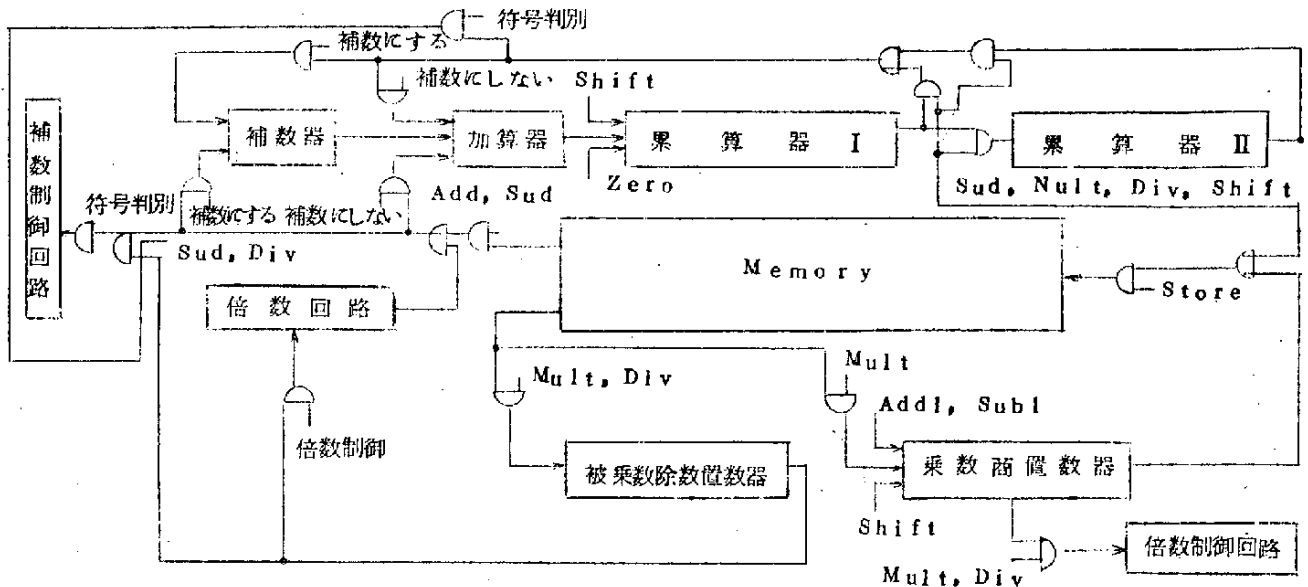 符号判別
補数にする
補数にしない Shift
補数制御回路
補数器
加算器
累算器 I
累算器 II
Zero
Add, Sud
Sud, Nult, Div, Shift
符号判別
補数にする 補数にしない
Sud, Div
Memory
Store
倍数回路
Mult, Div
Mult
Add1, Sub1
倍数制御
被乗数除数置数器
乗数商置数器
Shift
倍数制御回路
Mult, Div